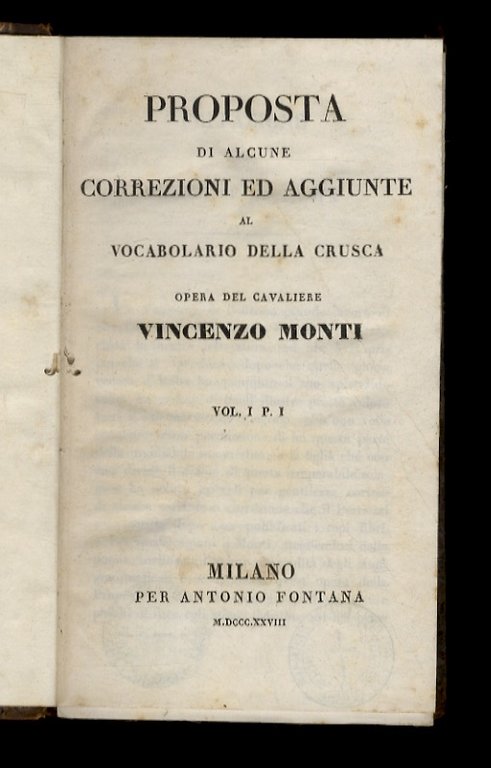 PROPOSTA
DI ALCUNE
CORREZIONI ED AGGIUNTE
AL
VOCABOLARIO DELLA CRUSCA
OPERA DEL CAVALIERE
VINCENZO MONTI
VOL. I P. I
MILANO
PER ANTONIO FONTANA
M.DCCC.XXVIII